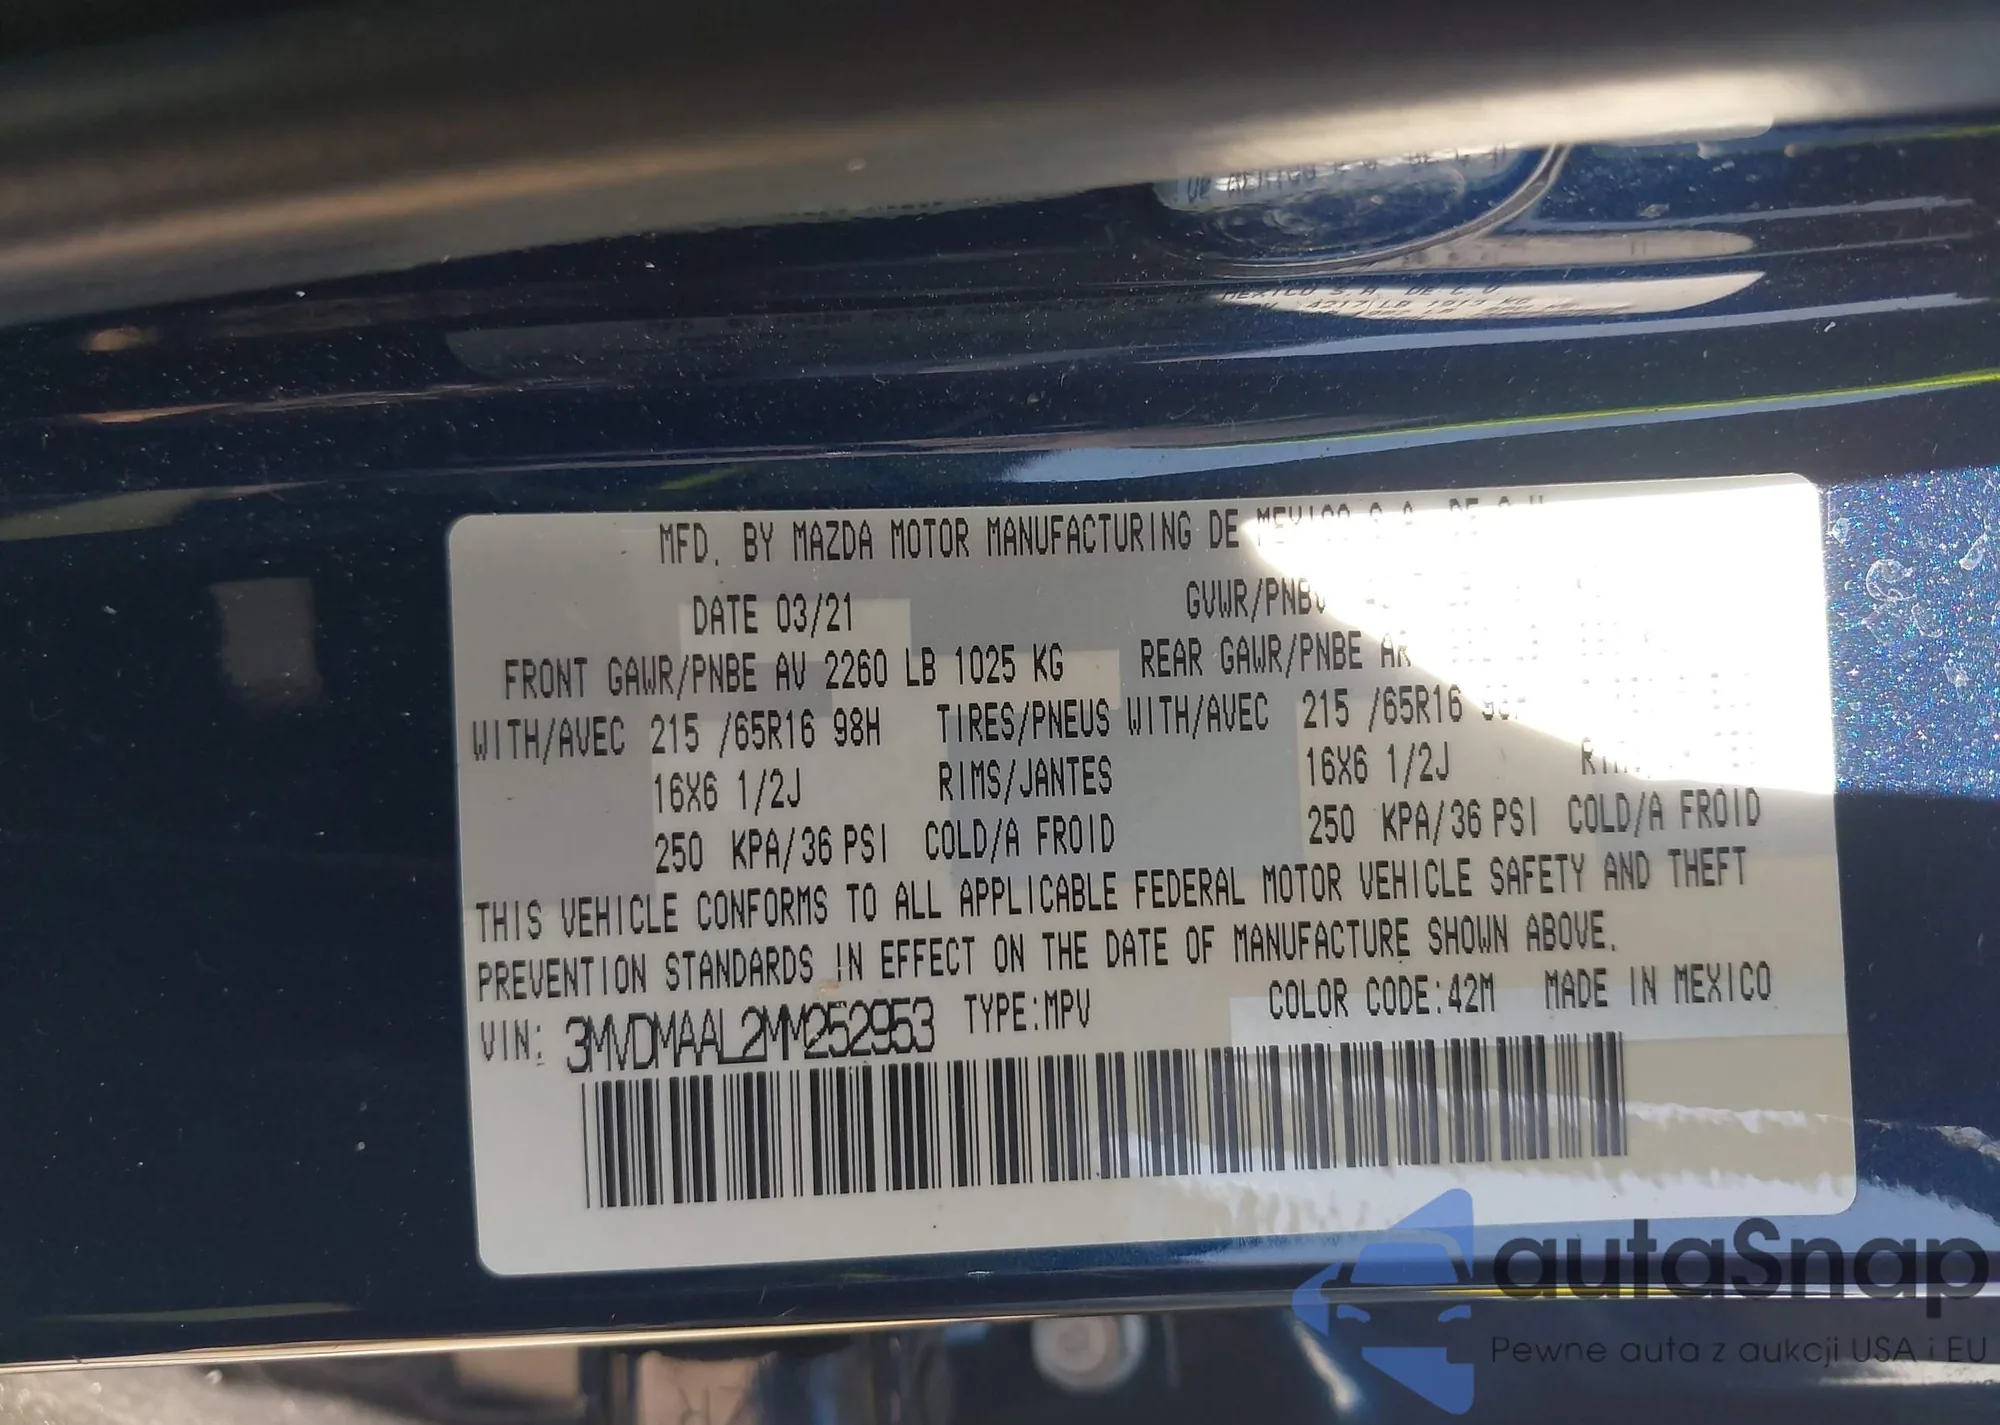 MFD. BY MAZDA MOTOR MANUFACTURING DE MEXICO S.A. DE C.V.
DATE 03/21 GVWR/PNBV
FRONT GAWR/PNBE AV 2260 LB 1025 KG REAR GAWR/PNBE AR
WITH/AVEC 215 /65R16 98H TIRES/PNEUS WITH/AVEC 215 /65R16
16X6 1/2J RIMS/JANTES 16X6 1/2J
250 KPA/36 PSI COLD/A FROID 250 KPA/36 PSI COLD/A FROID
THIS VEHICLE CONFORMS TO ALL APPLICABLE FEDERAL MOTOR VEHICLE SAFETY AND THEFT
PREVENTION STANDARDS IN EFFECT ON THE DATE OF MANUFACTURE SHOWN ABOVE.
VIN: 3MVDMAAL2MM252953 TYPE:MPV COLOR CODE:42M MADE IN MEXICO
autaSnap
Pewne auta z aukcji USA i EU